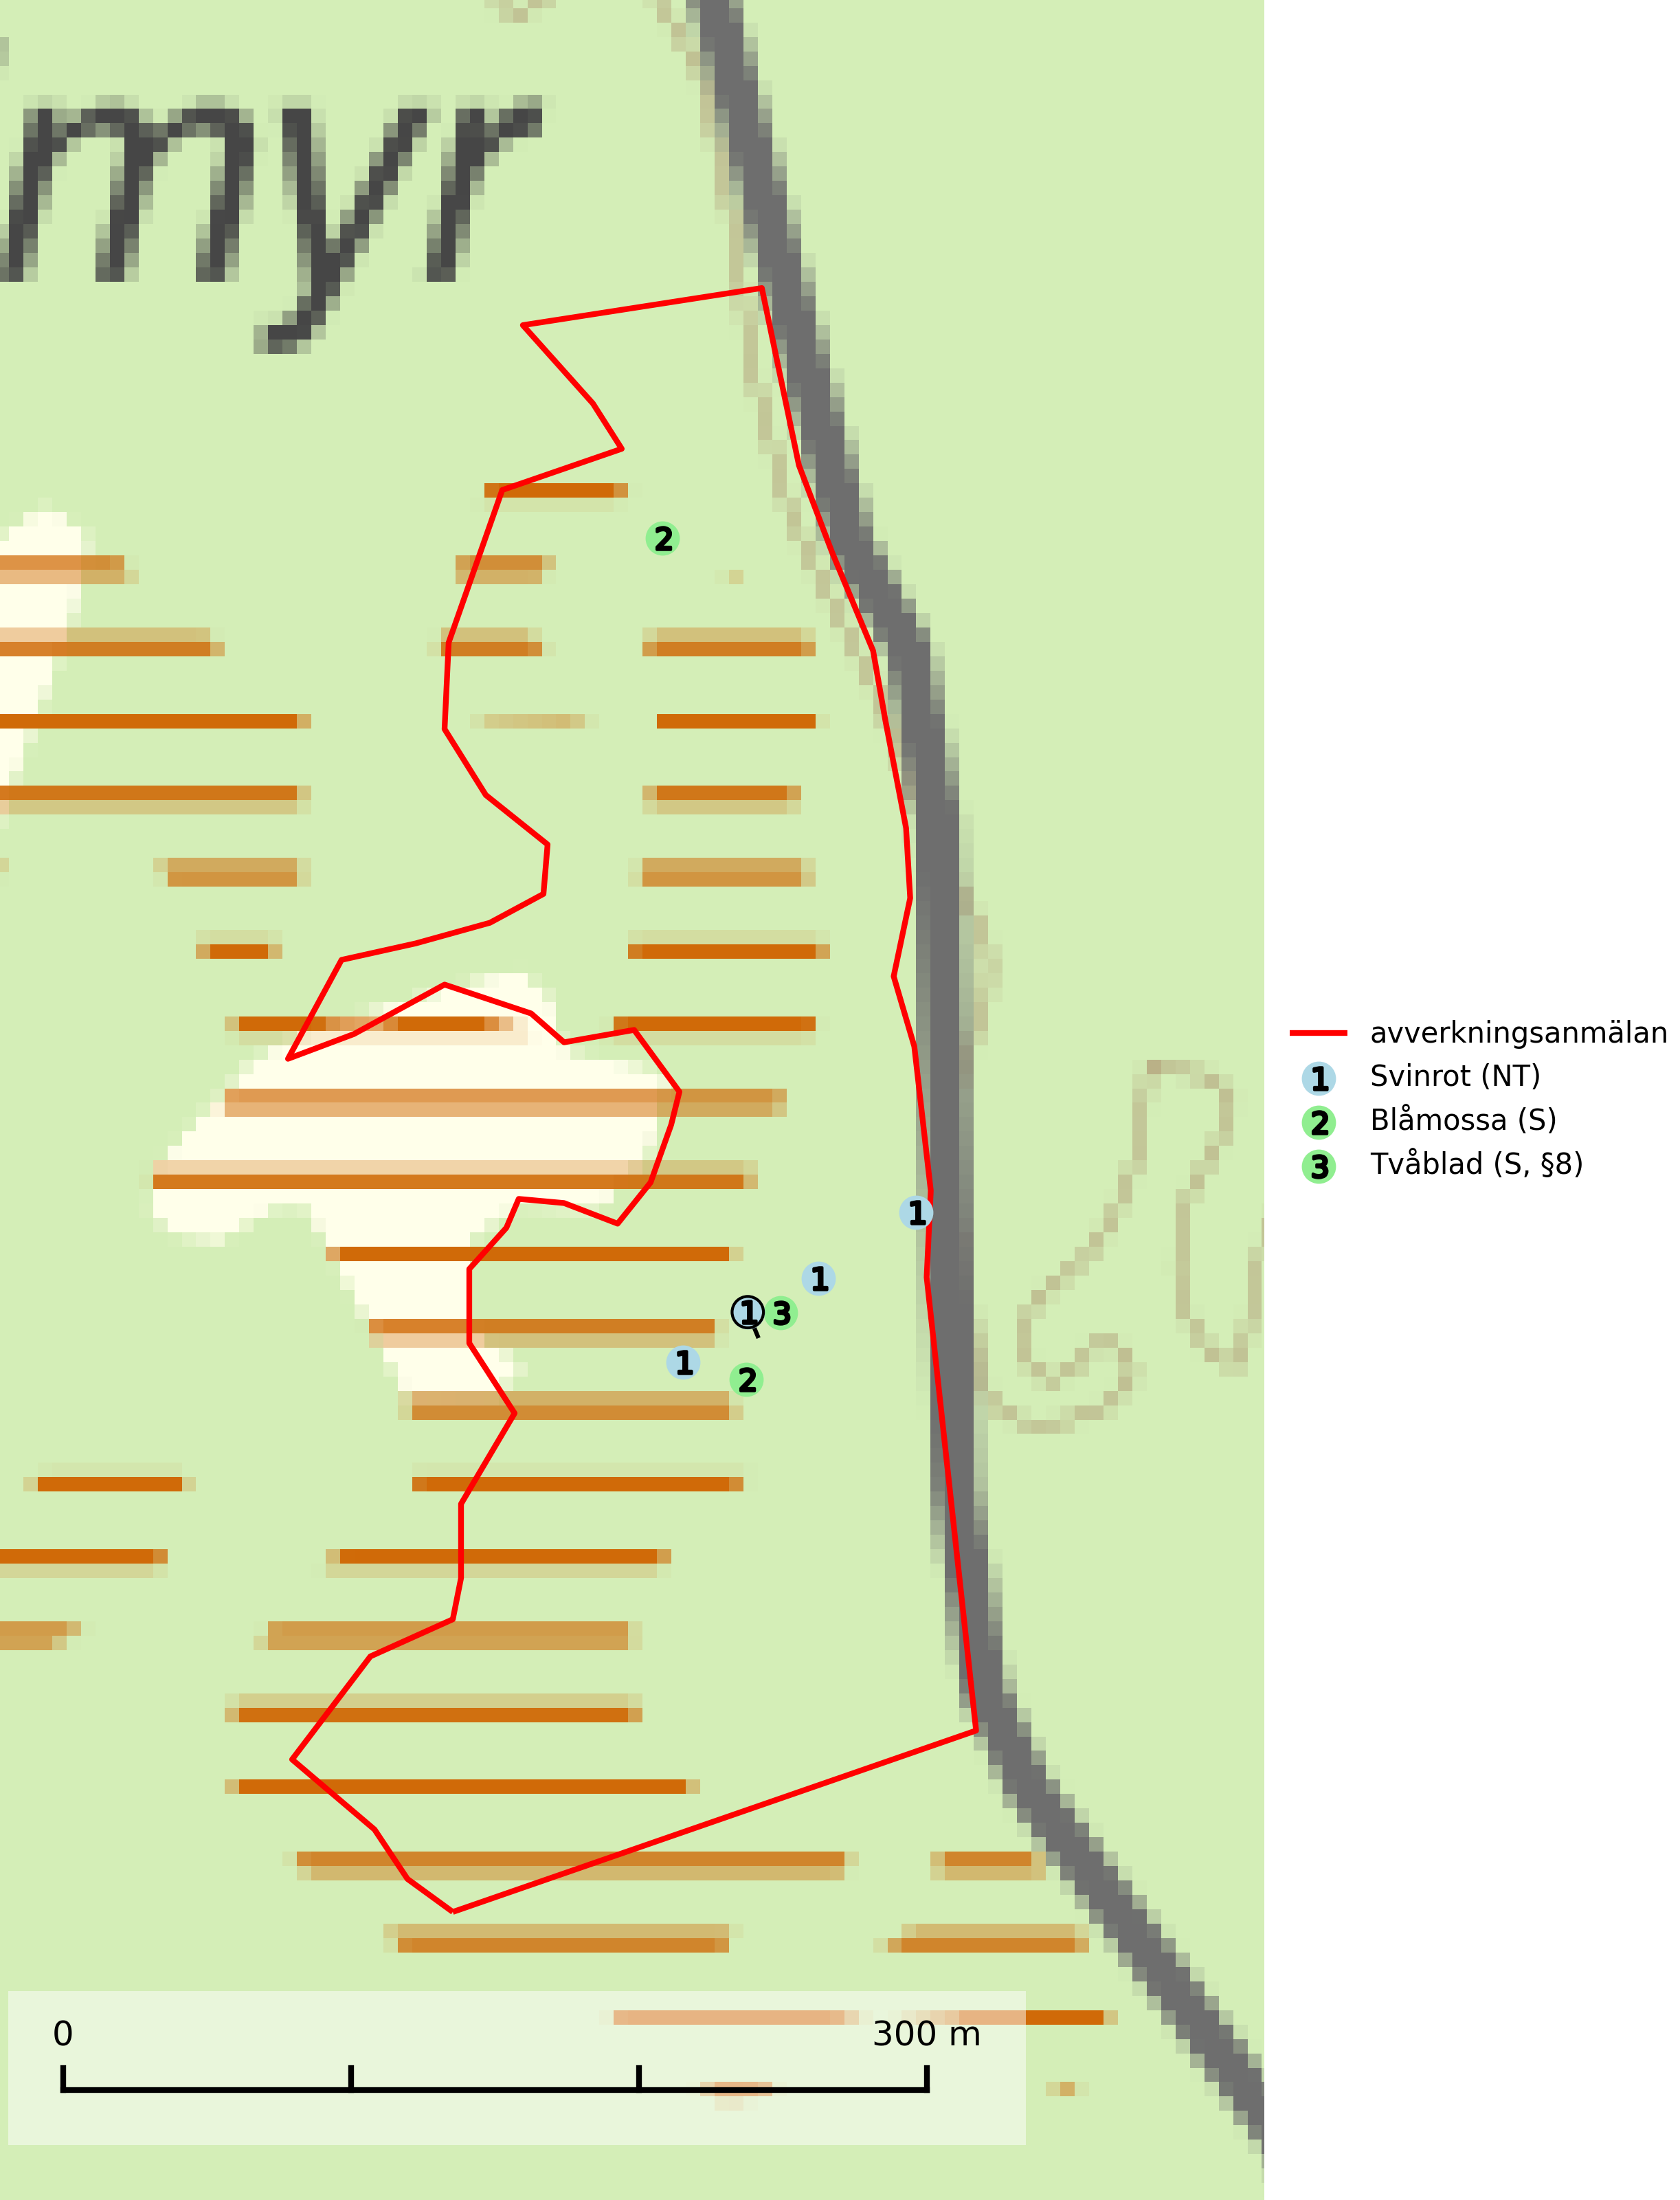 myr
2
1
1
1 3
1
2
0 300 m
avverkningsanmälan
1 Svinrot (NT)
2 Blåmossa (S)
3 Tvåblad (S, §8)